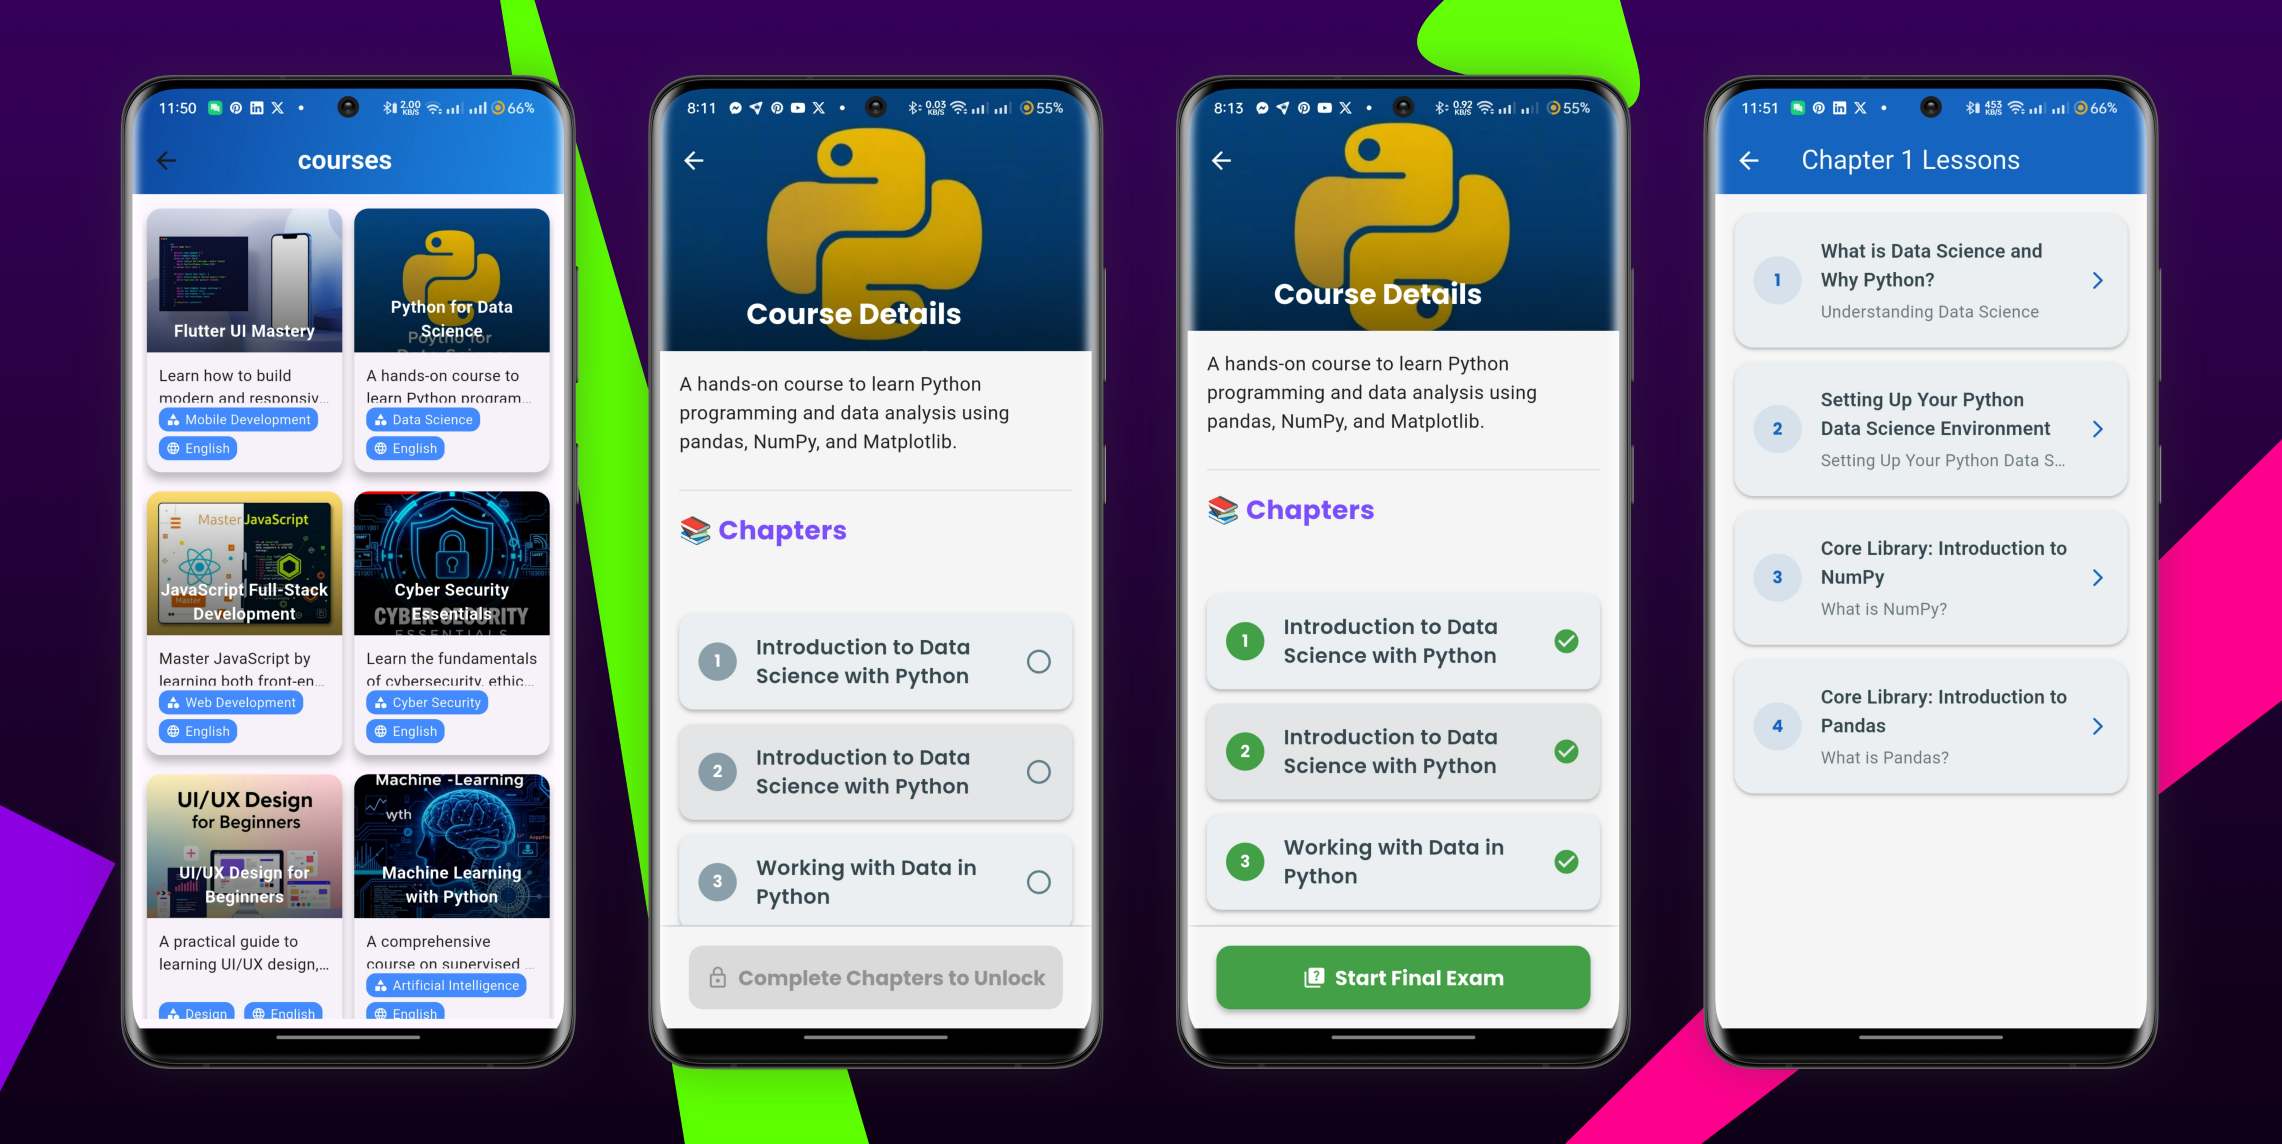 11:50
2.00
KB/S
66%
courses
Flutter UI Mastery
Learn how to build
modern and responsiv...
Mobile Development
English
Python for Data
Science
A hands-on course to
learn Python program...
Data Science
English
Master JavaScript
JavaScript Full-Stack
Development
Master JavaScript by
learning both front-en...
Web Development
English
Cyber Security
Essentials
CYBER SECURITY
ESSENTIALS
Learn the fundamentals
of cybersecurity, ethic...
Cyber Security
English
UI/UX Design
for Beginners
UI/UX Design for
Beginners
A practical guide to
learning UI/UX design,...
Design
English
Machine -Learning
wyth
Machine Learning
with Python
A comprehensive
course on supervised ...
Artificial Intelligence
English
8:11
0.03
KB/S
55%
Course Details
A hands-on course to learn Python
programming and data analysis using
pandas, NumPy, and Matplotlib.
Chapters
1
Introduction to Data
Science with Python
2
Introduction to Data
Science with Python
3
Working with Data in
Python
Complete Chapters to Unlock
8:13
0.92
KB/S
55%
Course Details
A hands-on course to learn Python
programming and data analysis using
pandas, NumPy, and Matplotlib.
Chapters
1
Introduction to Data
Science with Python
2
Introduction to Data
Science with Python
3
Working with Data in
Python
Start Final Exam
11:51
453
KB/S
66%
Chapter 1 Lessons
1
What is Data Science and
Why Python?
Understanding Data Science
2
Setting Up Your Python
Data Science Environment
Setting Up Your Python Data S...
3
Core Library: Introduction to
NumPy
What is NumPy?
4
Core Library: Introduction to
Pandas
What is Pandas?